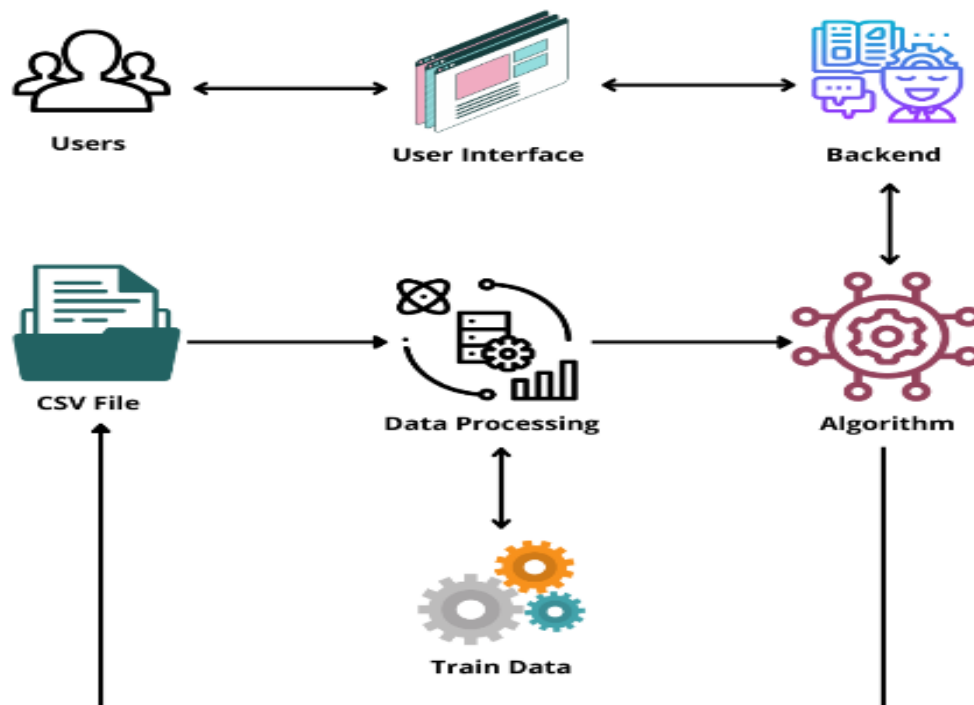 Users
User Interface
Backend
CSV File
Data Processing
Algorithm
Train Data